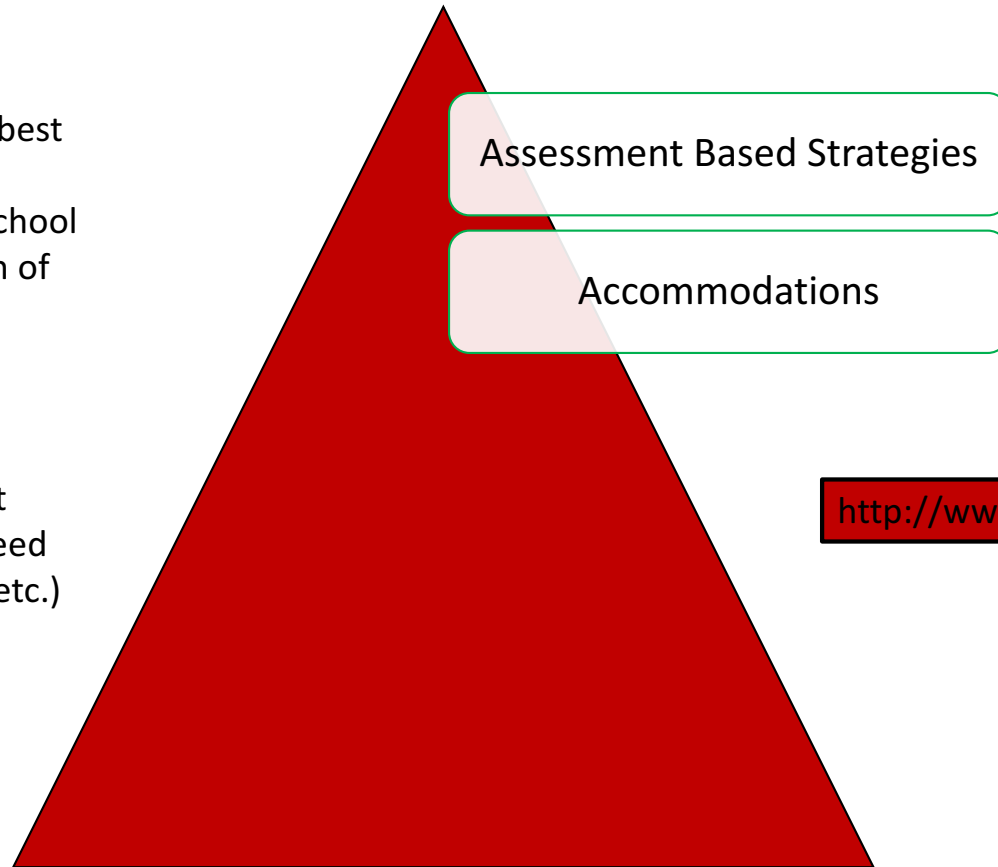 best
chool
n of
t
eed
etc.)
Assessment Based Strategies
Accommodations
http://ww